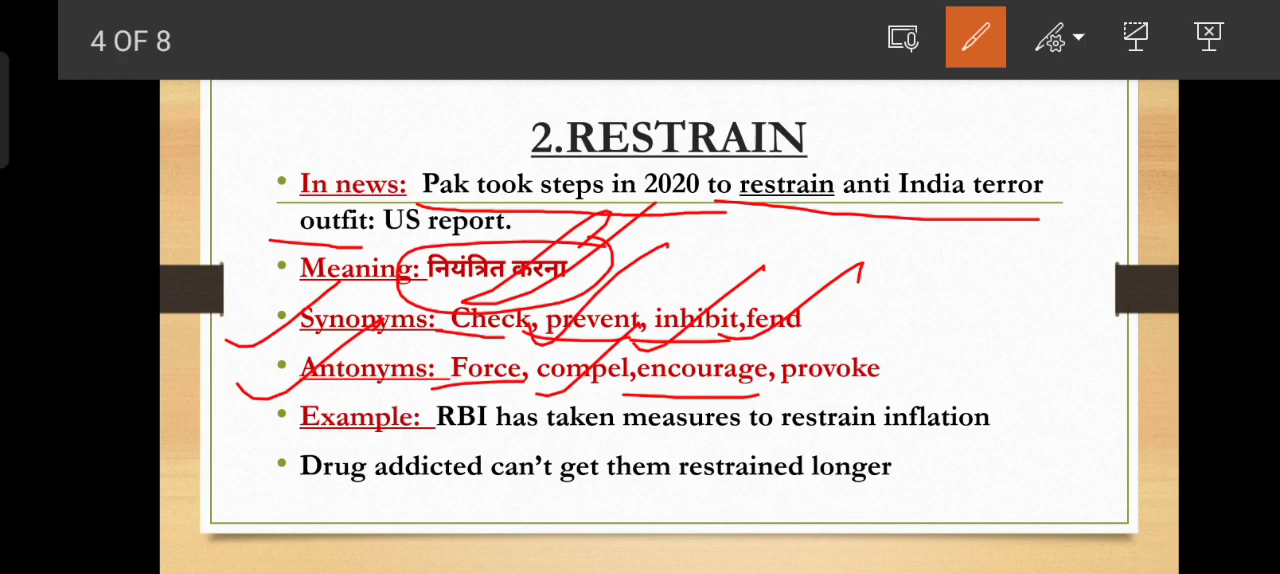 4 OF 8
2.RESTRAIN
• In news: Pak took steps in 2020 to restrain anti India terror
outfit: US report.
• Meaning: नियंत्रित करना
• Synonyms: Check, prevent, inhibit,fend
• Antonyms: Force, compel,encourage, provoke
• Example: RBI has taken measures to restrain inflation
• Drug addicted can't get them restrained longer